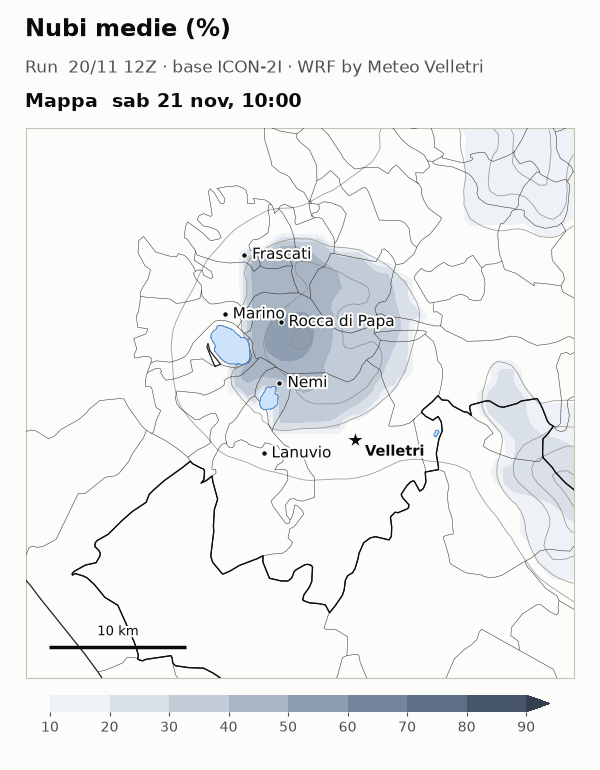 Nubi medie (%)
Run  20/11 12Z · base ICON-2I · WRF by Meteo Velletri
Mappa  sab 21 nov, 10:00
Frascati
Marino
Rocca di Papa
Nemi
Velletri
Lanuvio
10 km
10 20 30 40 50 60 70 80 90